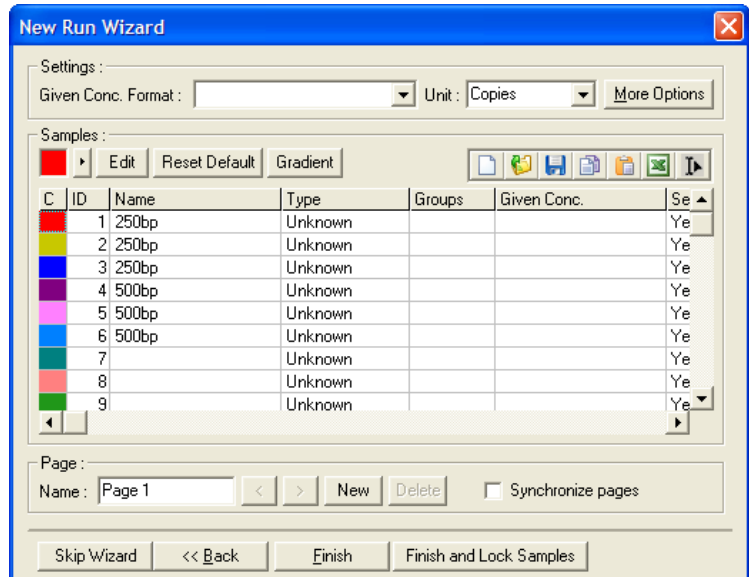 New Run Wizard
Settings :
Given Conc. Format : Unit : Copies More Options
Samples :
Edit Reset Default Gradient
C ID Name Type Groups Given Conc. Se
1 250bp Unknown Ye
2 250bp Unknown Ye
3 250bp Unknown Ye
4 500bp Unknown Ye
5 500bp Unknown Ye
6 500bp Unknown Ye
7 Unknown Ye
8 Unknown Ye
9 Unknown Ye
Page :
Name : Page 1 < > New Delete Synchronize pages
Skip Wizard << Back Finish Finish and Lock Samples